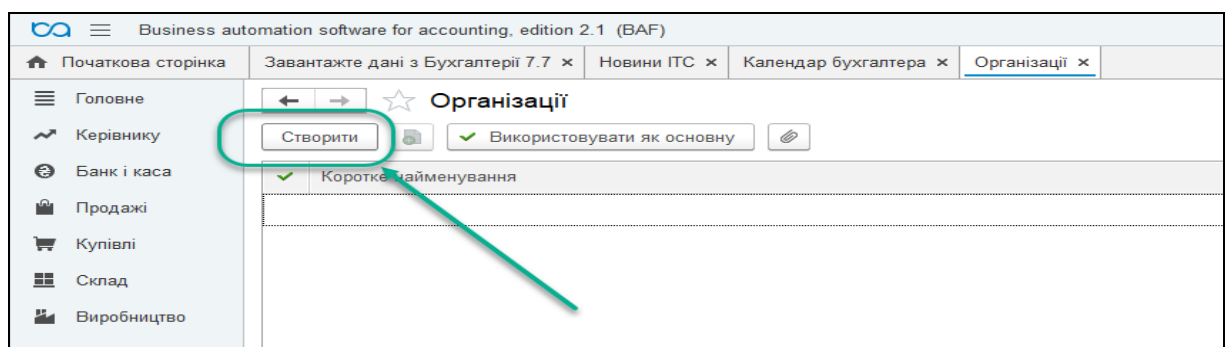 Business automation software for accounting, edition 2.1 (BAF)
Початкова сторінка Завантажте дані з Бухгалтерії 7.7 × Новини ІТС × Календар бухгалтера × Організації ×
Головне
Організації
Керівнику
Створити Використовувати як основну
Банк і каса
Коротке найменування
Продажі
Купівлі
Склад
Виробництво